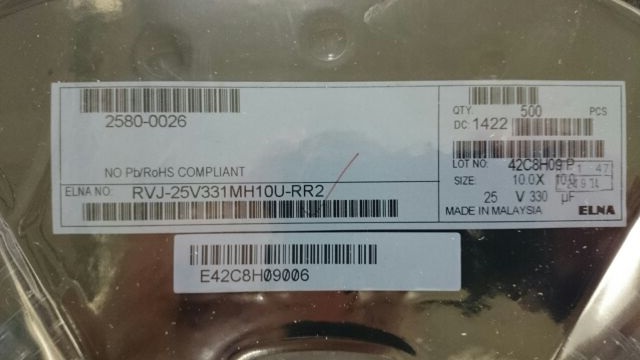 2580-0026
NO Pb/RoHS COMPLIANT
ELNA NO: RVJ-25V331MH10U-RR2
QTY. 500 PCS
DC: 1422
LOT NO: 42C8H09 P
SIZE: 10.0X 10.0
25 V 330 µF
MADE IN MALAYSIA ELNA
E42C8H09006